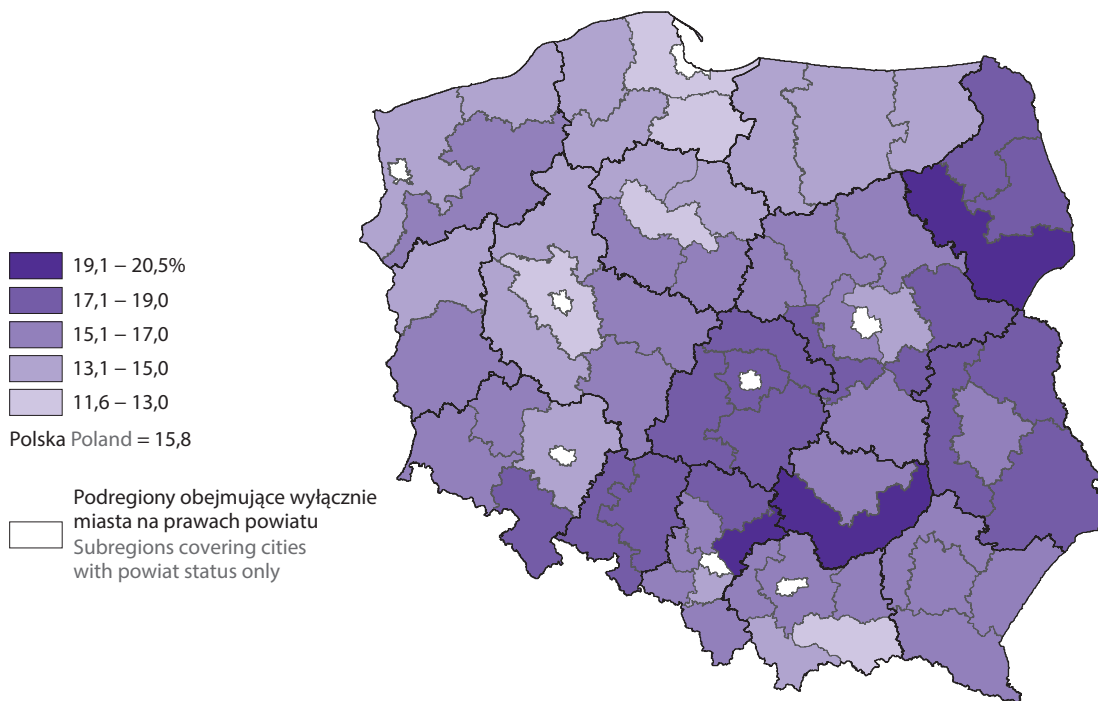 19,1 – 20,5%
17,1 – 19,0
15,1 – 17,0
13,1 – 15,0
11,6 – 13,0
Polska Poland = 15,8
Podregiony obejmujące wyłącznie
miasta na prawach powiatu
Subregions covering cities
with powiat status only